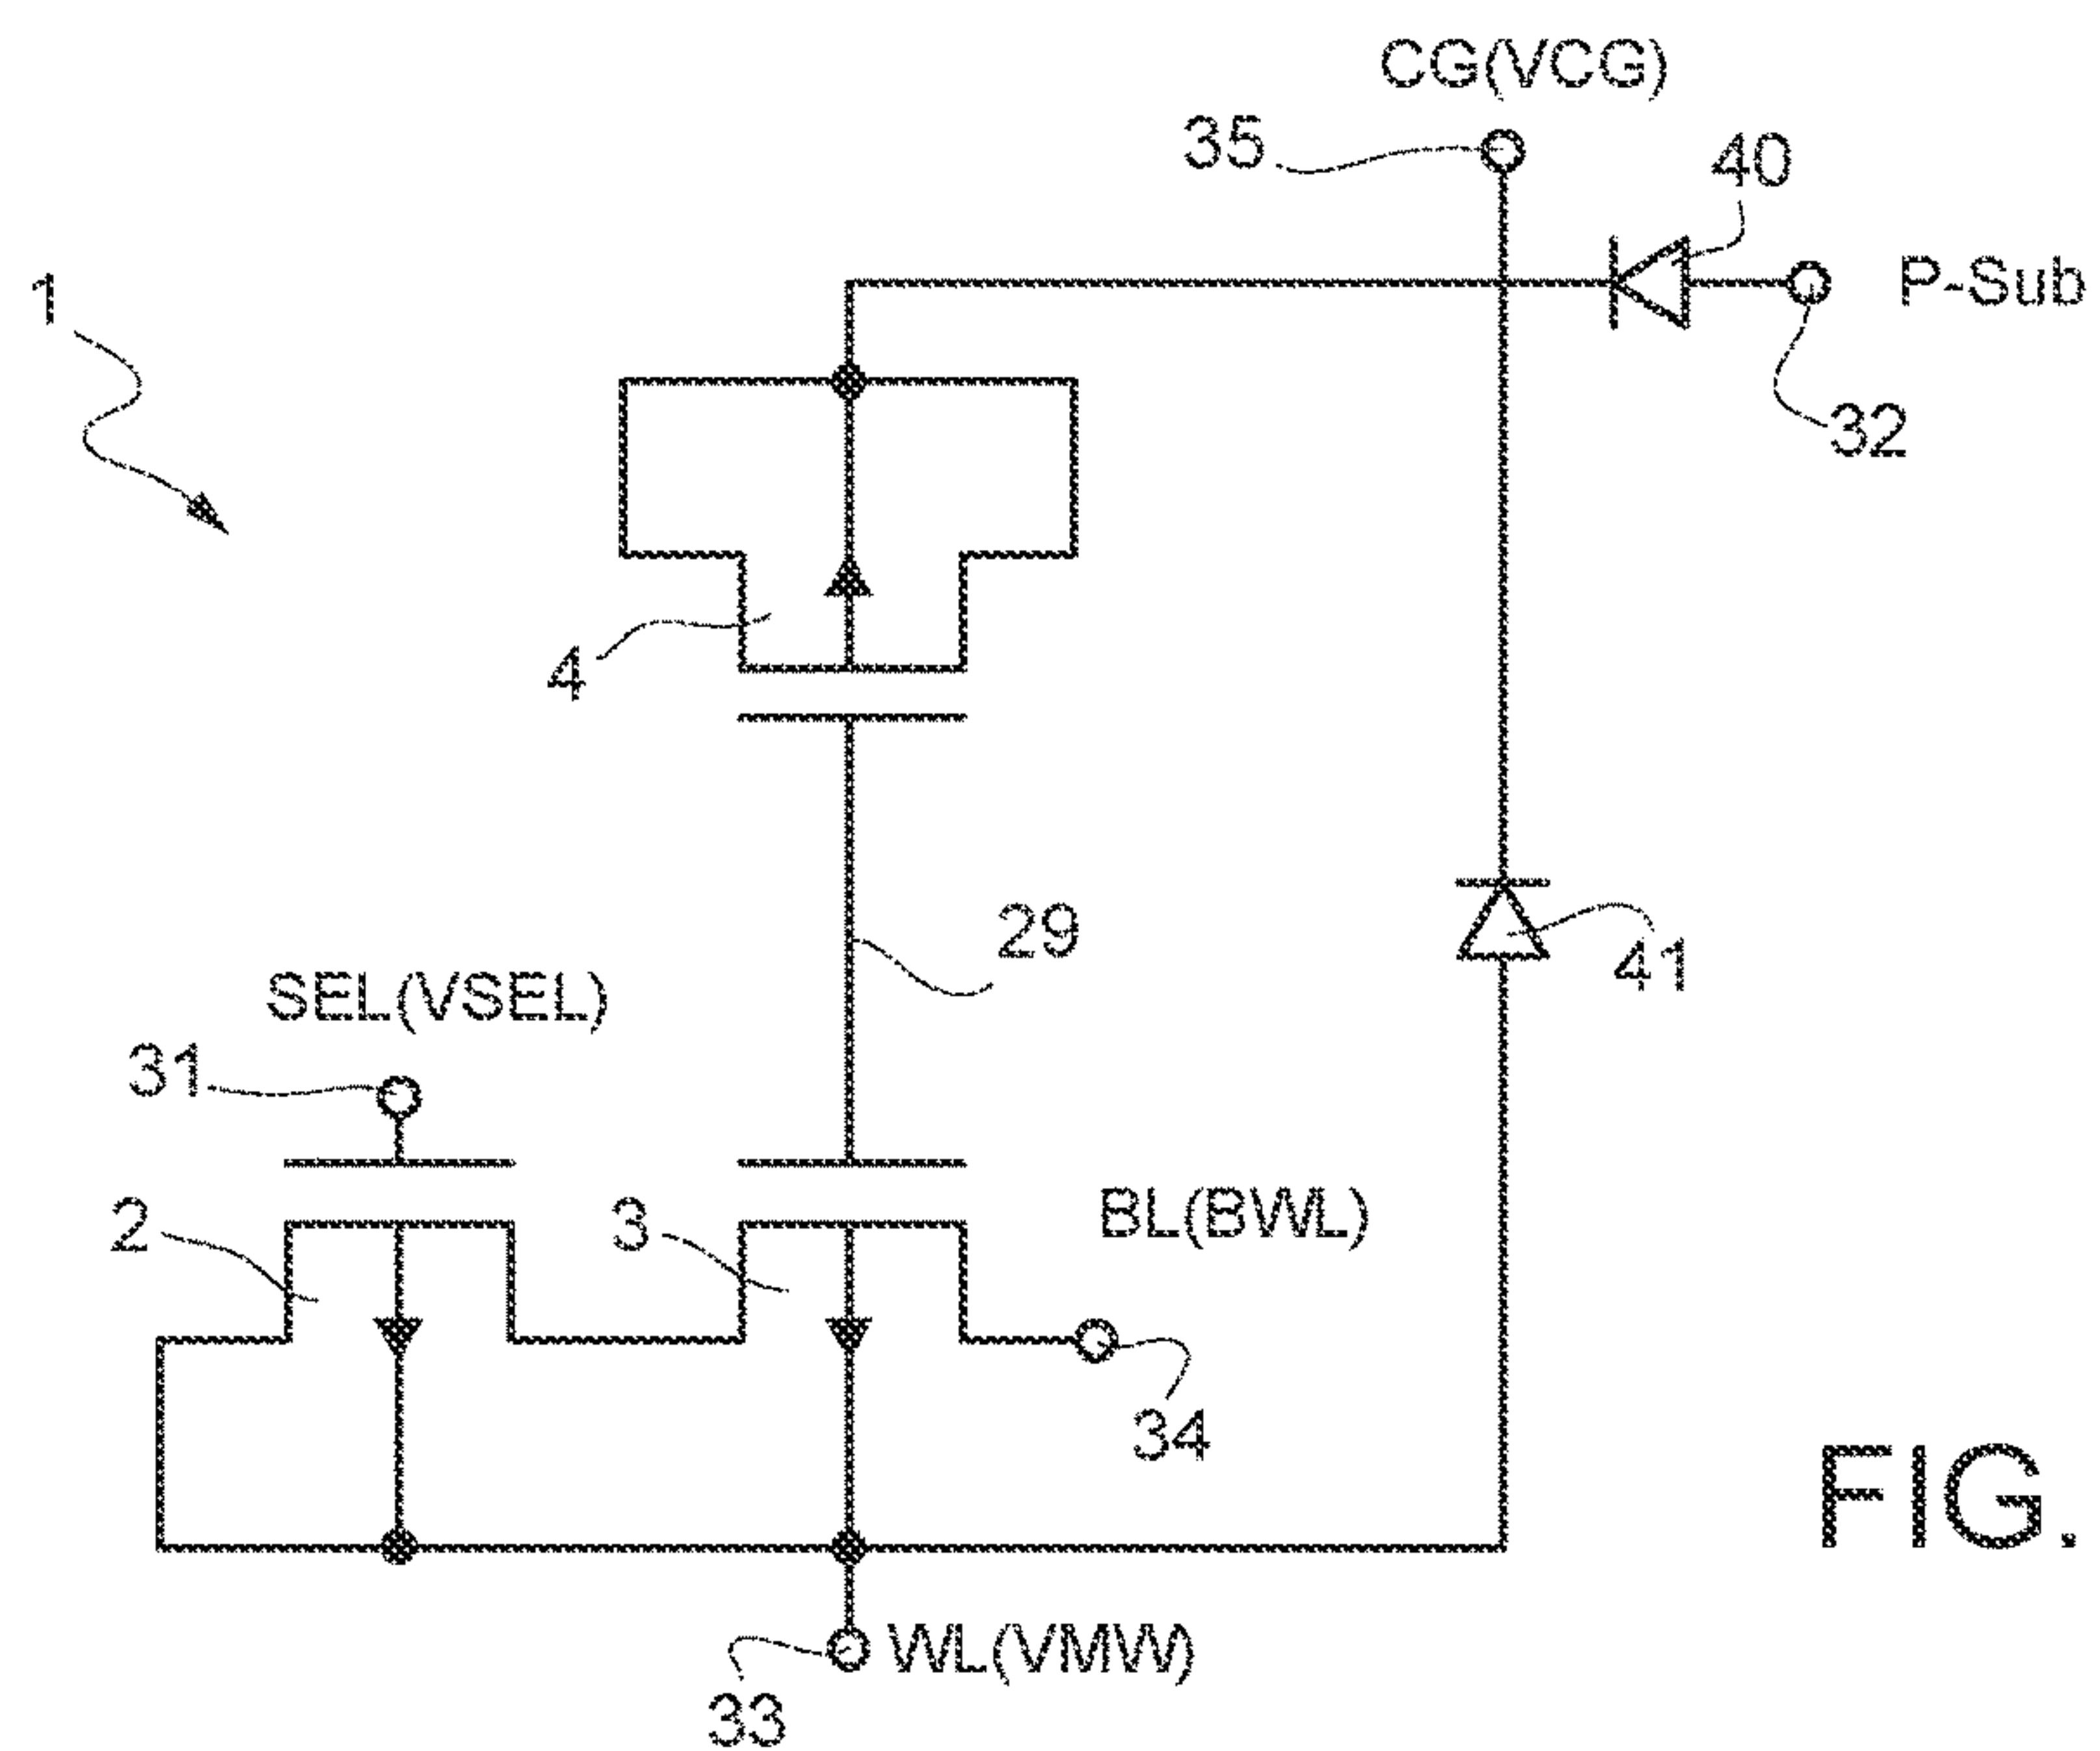 CG(VCG)
35
40
1
P-Sub
32
4
29
41
SEL(VSEL)
31
2
3
BL(BWL)
34
FIG.
WL(VMW)
33